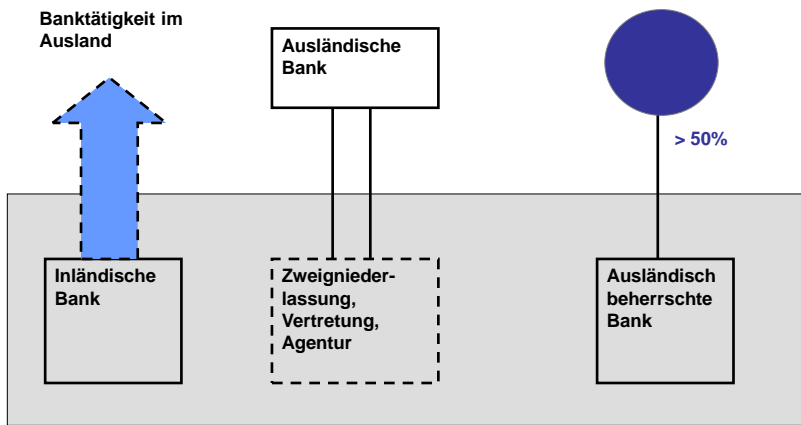 Banktätigkeit im
Ausland
Ausländische
Bank
> 50%
Inländische
Bank
Zweignieder-
lassung,
Vertretung,
Agentur
Ausländisch
beherrschte
Bank